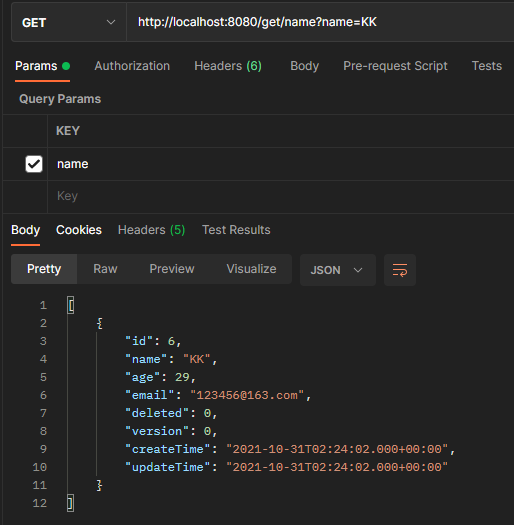 GET http://localhost:8080/get/name?name=KK
Params Authorization Headers (6) Body Pre-request Script Tests
Query Params
KEY
name
Key
Body Cookies Headers (5) Test Results
Pretty Raw Preview Visualize JSON
1 [
2 {
3 "id": 6,
4 "name": "KK",
5 "age": 29,
6 "email": "123456@163.com",
7 "deleted": 0,
8 "version": 0,
9 "createTime": "2021-10-31T02:24:02.000+00:00",
10 "updateTime": "2021-10-31T02:24:02.000+00:00"
11 }
12 ]